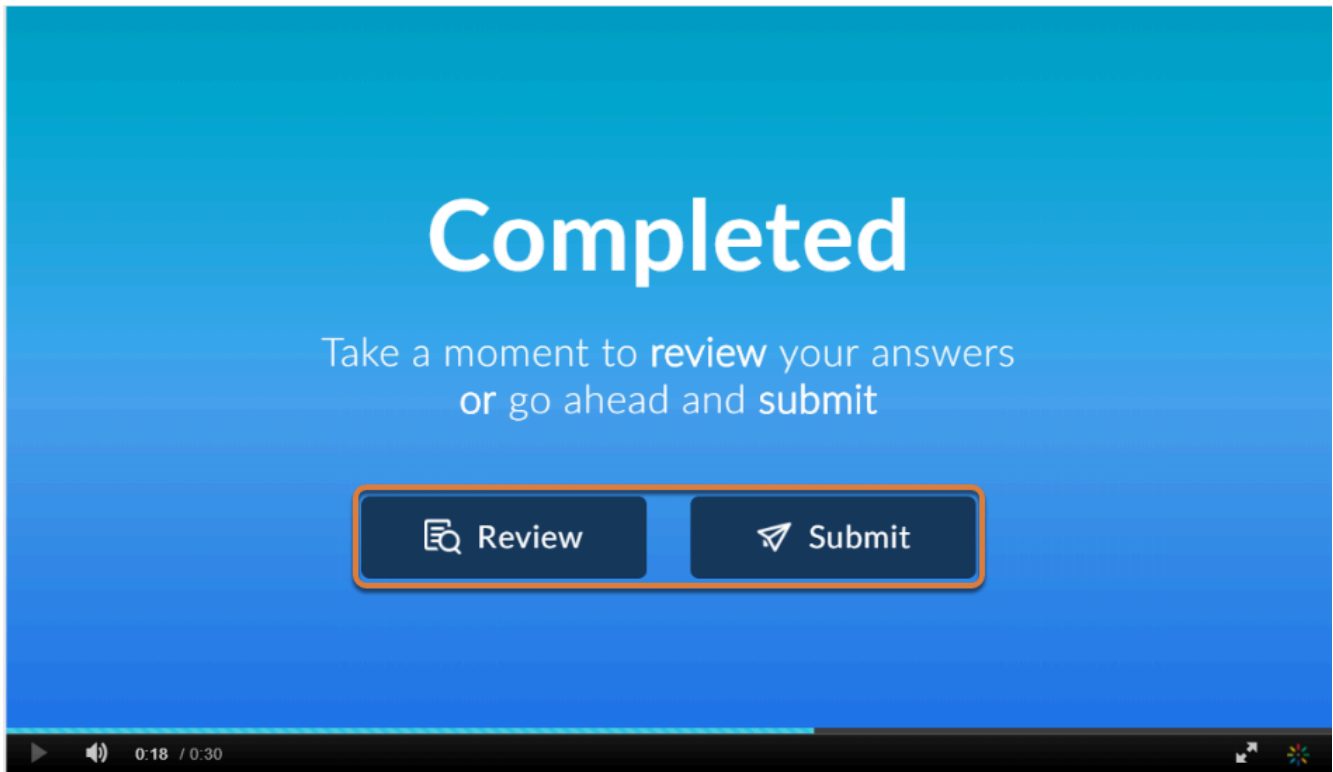 Completed
Take a moment to review your answers
or go ahead and submit
Review
Submit
0:18 / 0:30